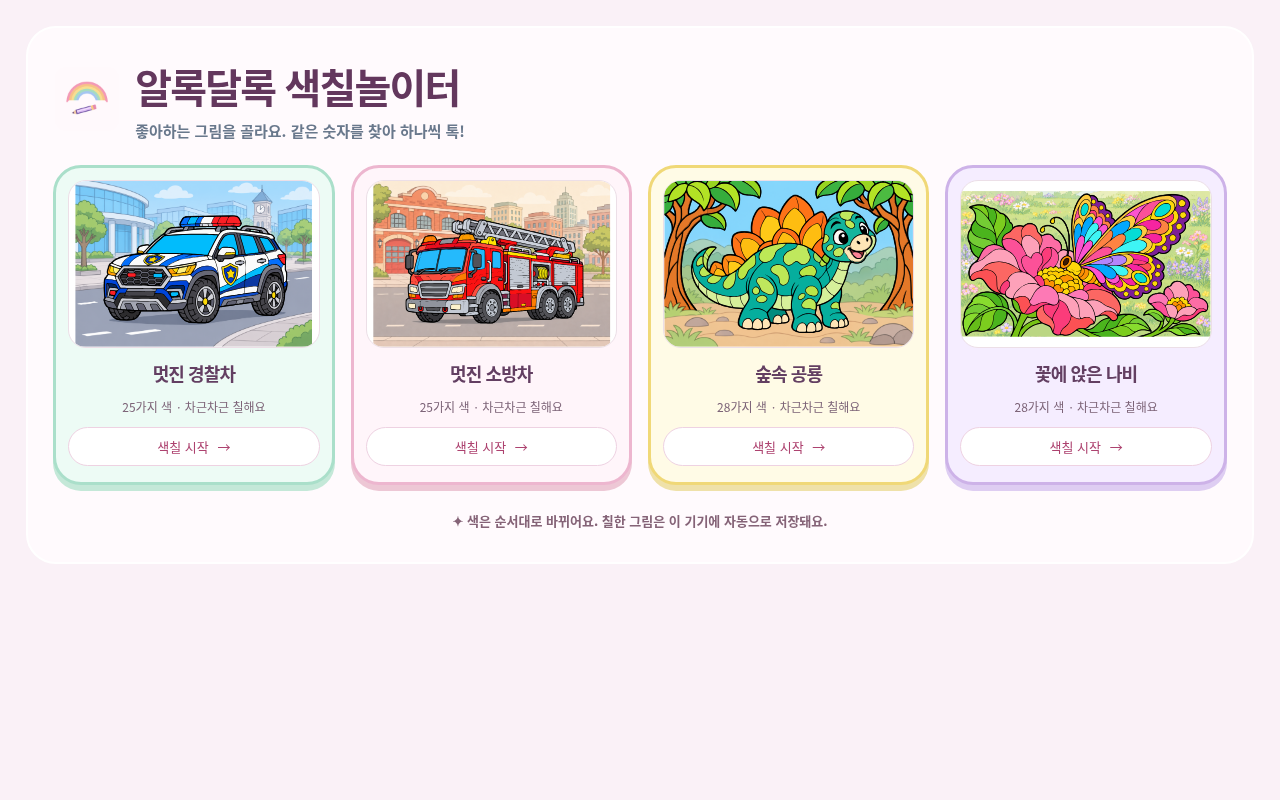 알록달록 색칠놀이터
좋아하는 그림을 골라요. 같은 숫자를 찾아 하나씩 톡!
멋진 경찰차
25가지 색 · 차근차근 칠해요
색칠 시작 →
멋진 소방차
25가지 색 · 차근차근 칠해요
색칠 시작 →
숲속 공룡
28가지 색 · 차근차근 칠해요
색칠 시작 →
꽃에 앉은 나비
28가지 색 · 차근차근 칠해요
색칠 시작 →
✦ 색은 순서대로 바뀌어요. 칠한 그림은 이 기기에 자동으로 저장돼요.